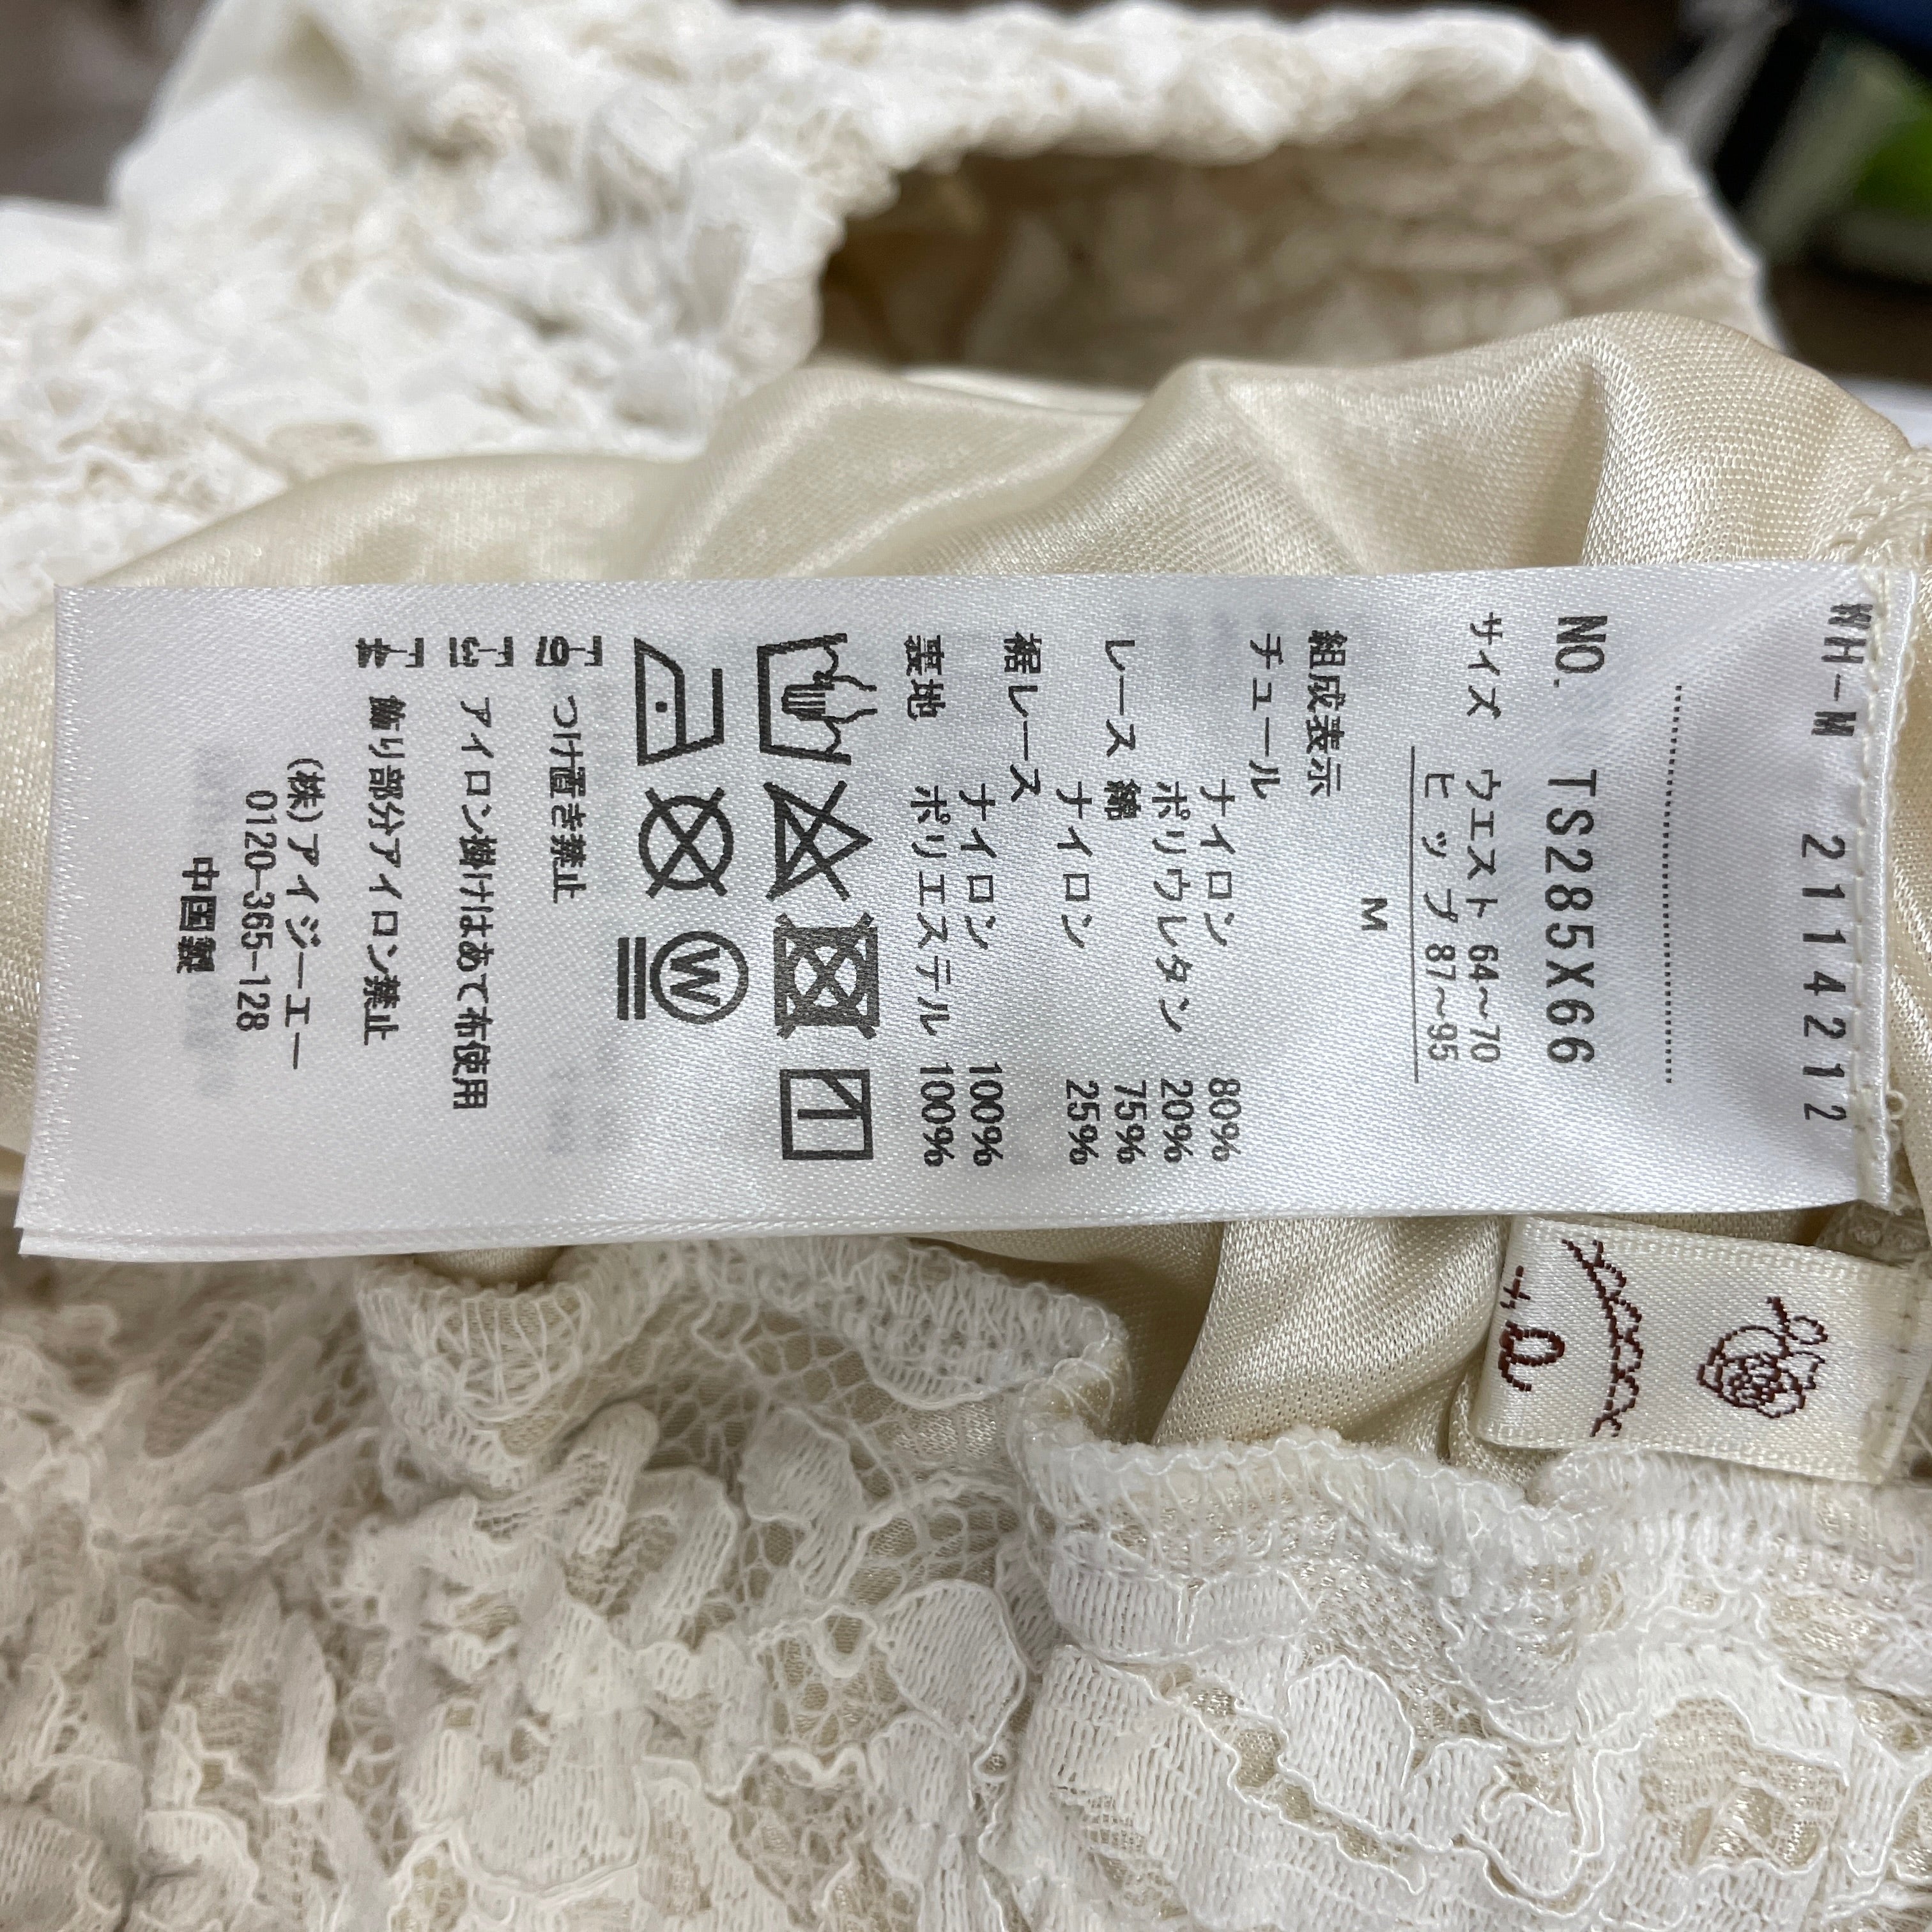 WH-M 2114212
NO. TS285X66
サイズ ウエスト 64～70
ヒップ 87～95
M
組成表示
チュール
ナイロン 80%
ポリウレタン 20%
レース 綿 75%
ナイロン 25%
裾レース
ナイロン 100%
裏地 ポリエステル 100%
W
つけ置き禁止
アイロン掛けはあて布使用
飾り部分アイロン禁止
(株)アイジーエー
0120-365-128
中国製